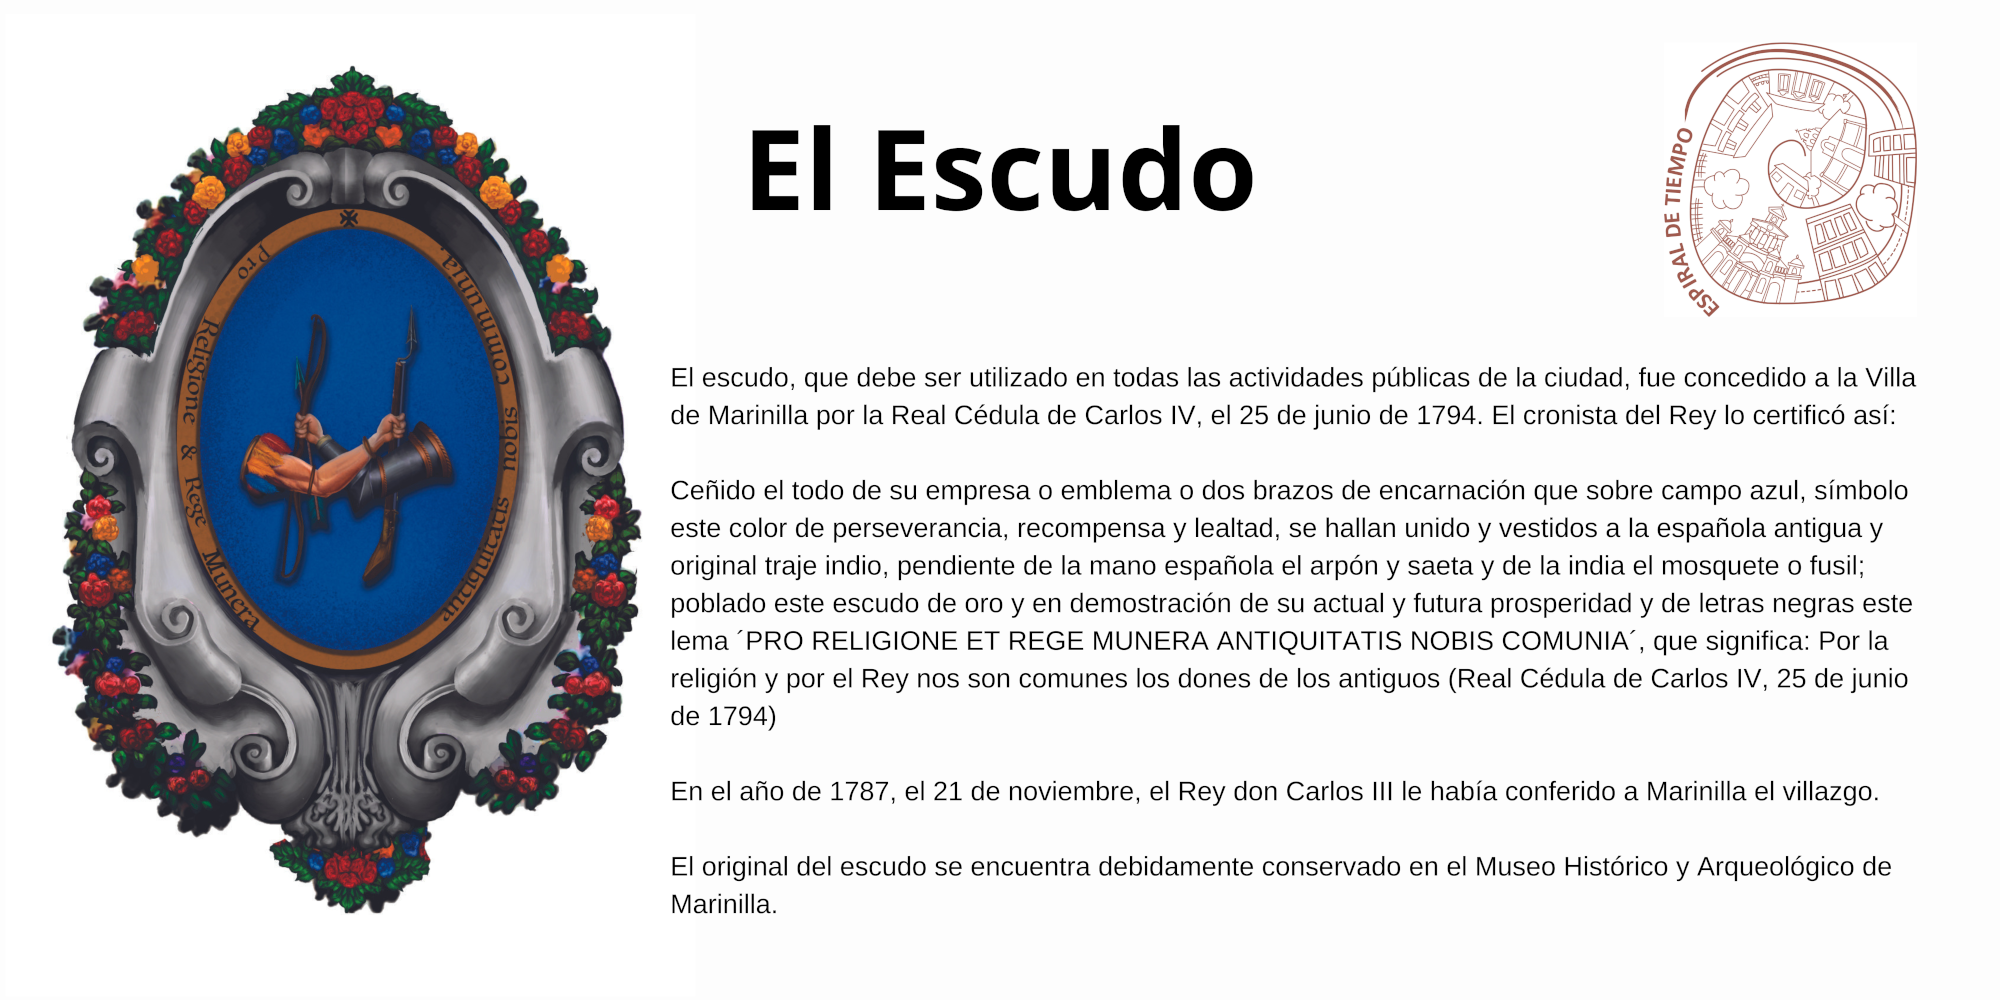 El Escudo
ESPIRAL DE TIEMPO
Pro Religione & Rege Munera antiquitatis nobis communia.
El escudo, que debe ser utilizado en todas las actividades públicas de la ciudad, fue concedido a la Villa
de Marinilla por la Real Cédula de Carlos IV, el 25 de junio de 1794. El cronista del Rey lo certificó así:
Ceñido el todo de su empresa o emblema o dos brazos de encarnación que sobre campo azul, símbolo
este color de perseverancia, recompensa y lealtad, se hallan unido y vestidos a la española antigua y
original traje indio, pendiente de la mano española el arpón y saeta y de la india el mosquete o fusil;
poblado este escudo de oro y en demostración de su actual y futura prosperidad y de letras negras este
lema ´PRO RELIGIONE ET REGE MUNERA ANTIQUITATIS NOBIS COMUNIA´, que significa: Por la
religión y por el Rey nos son comunes los dones de los antiguos (Real Cédula de Carlos IV, 25 de junio
de 1794)
En el año de 1787, el 21 de noviembre, el Rey don Carlos III le había conferido a Marinilla el villazgo.
El original del escudo se encuentra debidamente conservado en el Museo Histórico y Arqueológico de
Marinilla.